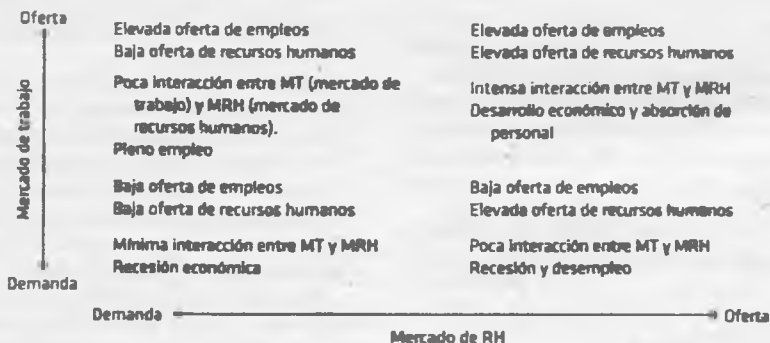 Oferta
Elevada oferta de empleos
Baja oferta de recursos humanos
Poca interacción entre MT (mercado de
trabajo) y MRH (mercado de
recursos humanos).
Pleno empleo
Elevada oferta de empleos
Elevada oferta de recursos humanos
Intensa interacción entre MT y MRH
Desarrollo económico y absorción de
personal
Mercado de trabajo
Baja oferta de empleos
Baja oferta de recursos humanos
Mínima interacción entre MT y MRH
Recesión económica
Baja oferta de empleos
Elevada oferta de recursos humanos
Poca interacción entre MT y MRH
Recesión y desempleo
Demanda
Demanda
Oferta
Mercado de RH